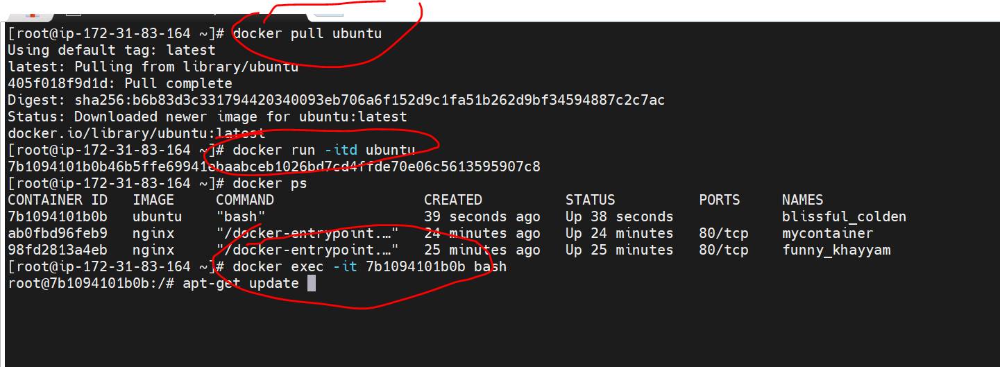 [root@ip-172-31-83-164 ~]# docker pull ubuntu
Using default tag: latest
latest: Pulling from library/ubuntu
405f018f9d1d: Pull complete
Digest: sha256:b6b83d3c331794420340093eb706a6f152d9c1fa51b262d9bf34594887c2c7ac
Status: Downloaded newer image for ubuntu:latest
docker.io/library/ubuntu:latest
[root@ip-172-31-83-164 ~]# docker run -itd ubuntu
7b1094101b0b46b5ffe69941ebaabceb1026bd7cd4ffde70e06c5613595907c8
[root@ip-172-31-83-164 ~]# docker ps
CONTAINER ID   IMAGE     COMMAND                  CREATED          STATUS          PORTS     NAMES
7b1094101b0b   ubuntu    "bash"                   39 seconds ago   Up 38 seconds             blissful_colden
ab0fbd96feb9   nginx     "/docker-entrypoint.…"   24 minutes ago   Up 24 minutes   80/tcp    mycontainer
98fd2813a4eb   nginx     "/docker-entrypoint.…"   25 minutes ago   Up 25 minutes   80/tcp    funny_khayyam
[root@ip-172-31-83-164 ~]# docker exec -it 7b1094101b0b bash
root@7b1094101b0b:/# apt-get update